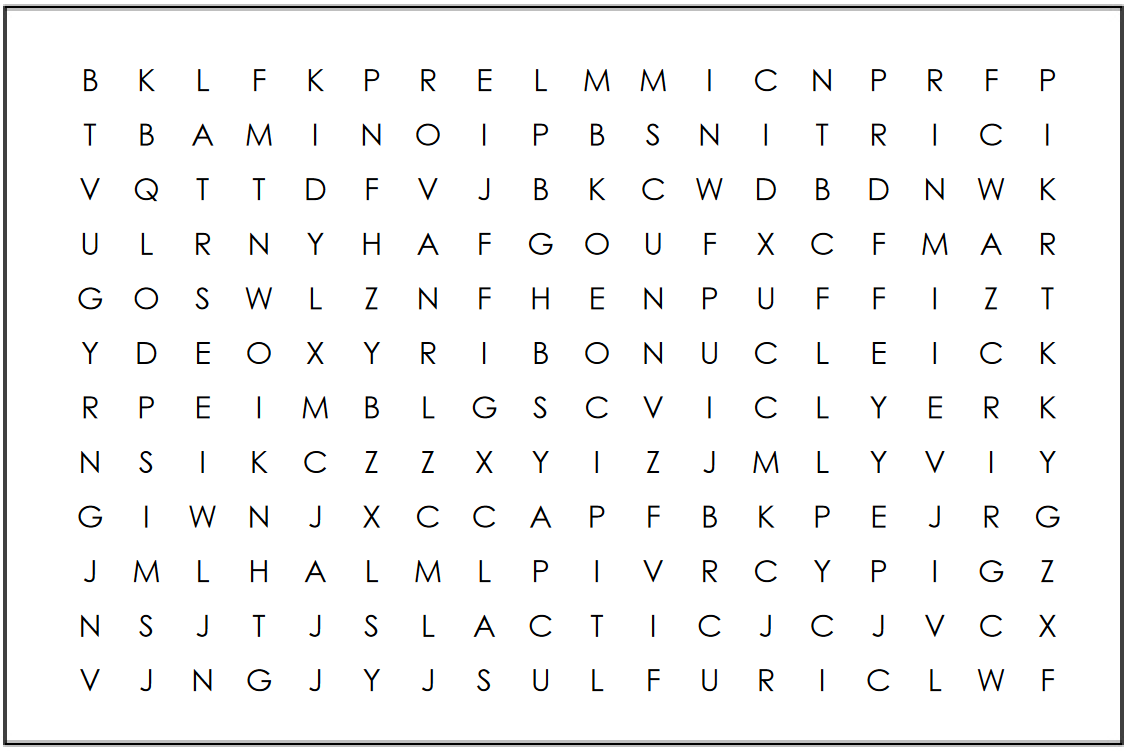 B K L F K P R E L M M I C N P R F P
T B A M I N O I P B S N I T R I C I
V Q T T D F V J B K C W D B D N W K
U L R N Y H A F G O U F X C F M A R
G O S W L Z N F H E N P U F F I Z T
Y D E O X Y R I B O N U C L E I C K
R P E I M B L G S C V I C L Y E R K
N S I K C Z Z X Y I Z J M L Y V I Y
G I W N J X C C A P F B K P E J R G
J M L H A L M L P I V R C Y P I G Z
N S J T J S L A C T I C J C J V C X
V J N G J Y J S U L F U R I C L W F